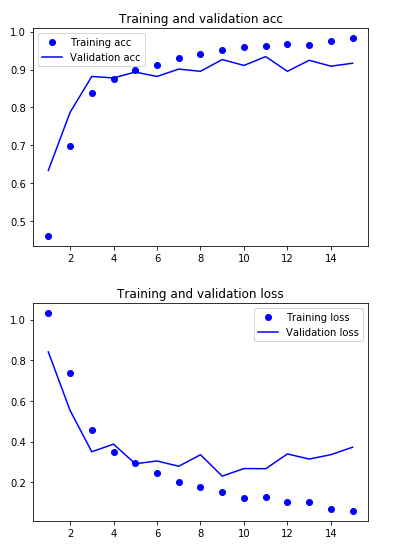 Training and validation acc
1.0
0.9
0.8
0.7
0.6
0.5
Training acc
Validation acc
2 4 6 8 10 12 14
Training and validation loss
1.0
0.8
0.6
0.4
0.2
Training loss
Validation loss
2 4 6 8 10 12 14